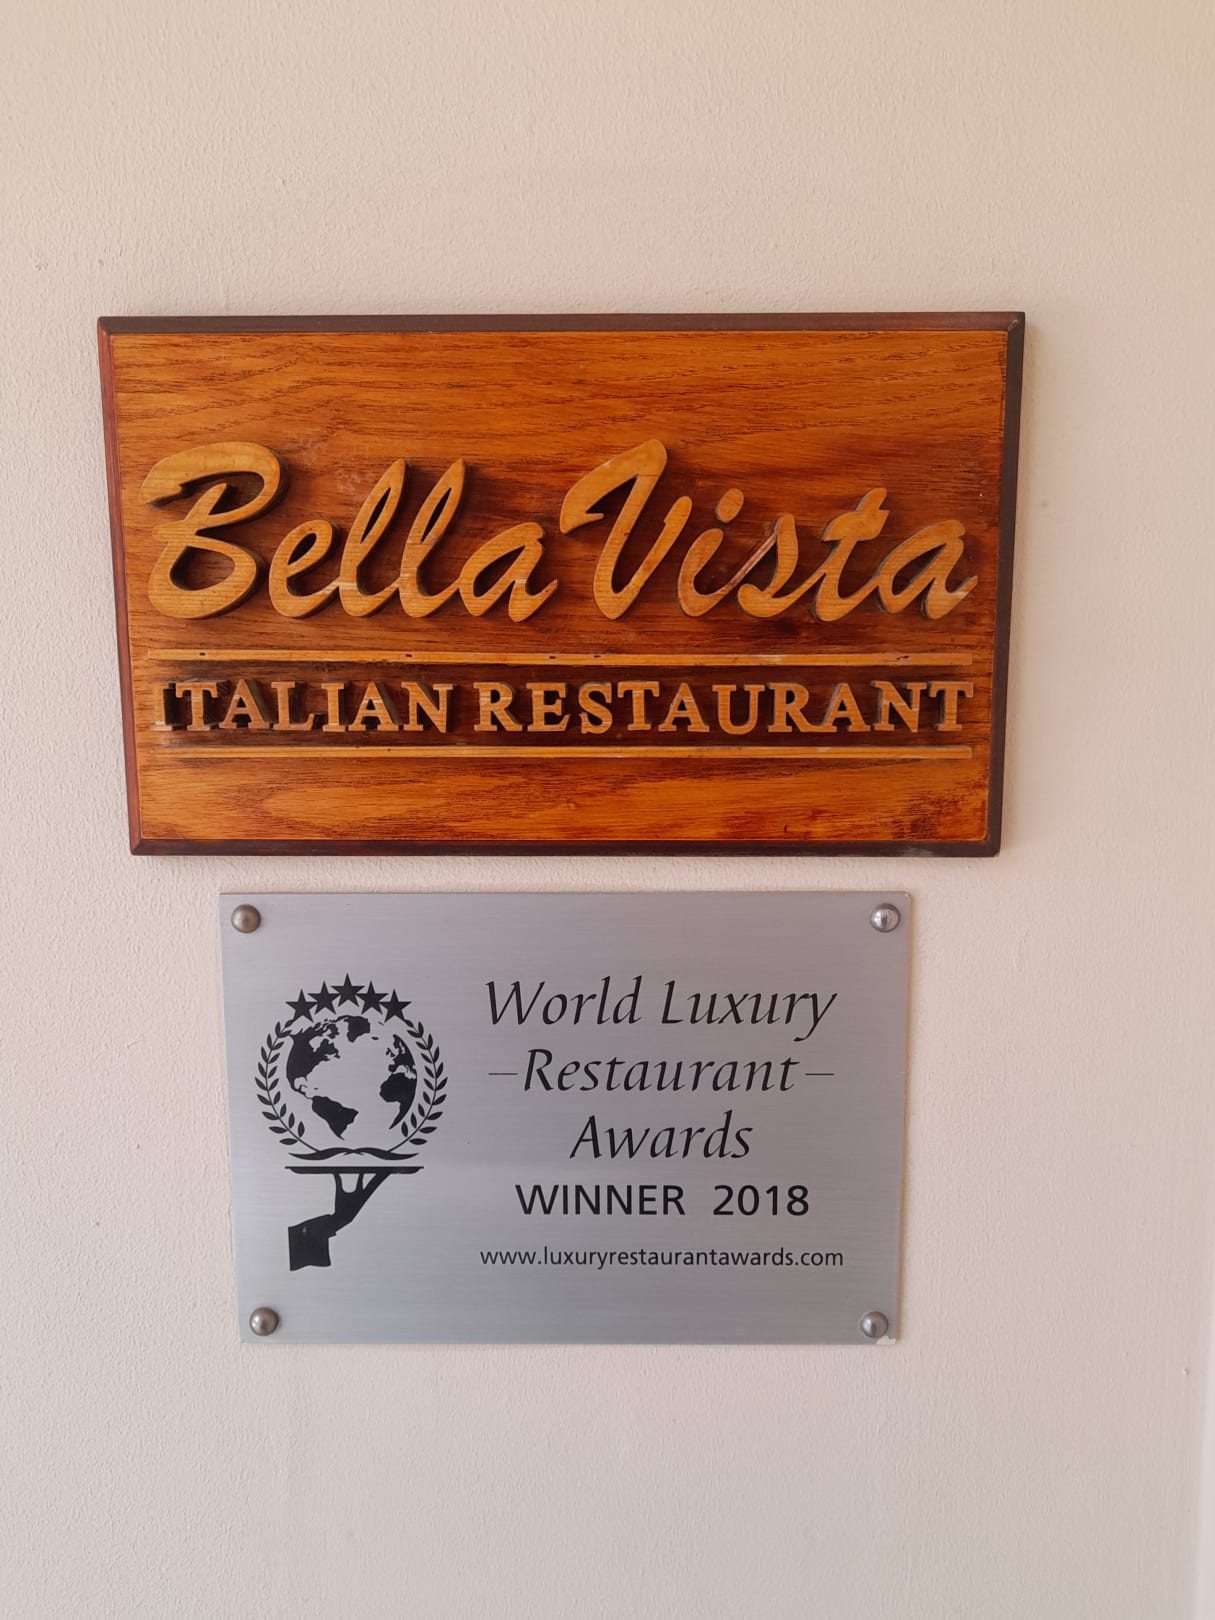 Bella Vista
ITALIAN RESTAURANT
World Luxury
–Restaurant–
Awards
WINNER 2018
www.luxuryrestaurantawards.com